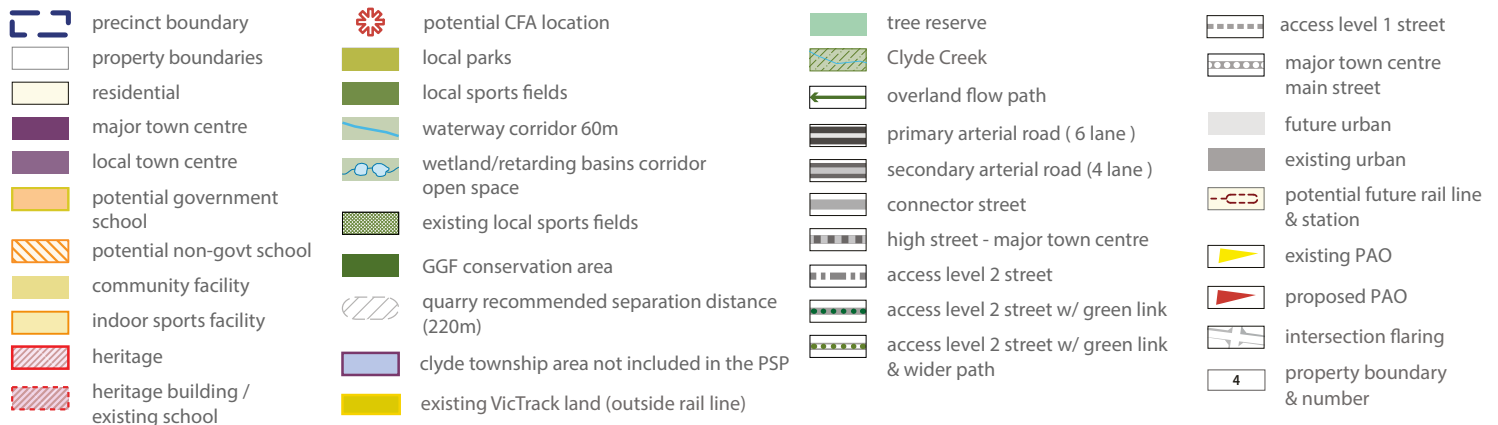 precinct boundary
property boundaries
residential
major town centre
local town centre
potential government
school
potential non-govt school
community facility
indoor sports facility
heritage
heritage building /
existing school
potential CFA location
local parks
local sports fields
waterway corridor 60m
wetland/retarding basins corridor
open space
existing local sports fields
GGF conservation area
quarry recommended separation distance
(220m)
clyde township area not included in the PSP
existing VicTrack land (outside rail line)
tree reserve
Clyde Creek
overland flow path
primary arterial road ( 6 lane )
secondary arterial road (4 lane )
connector street
high street - major town centre
access level 2 street
access level 2 street w/ green link
access level 2 street w/ green link
& wider path
access level 1 street
major town centre
main street
future urban
existing urban
potential future rail line
& station
existing PAO
proposed PAO
intersection flaring
4
property boundary
& number